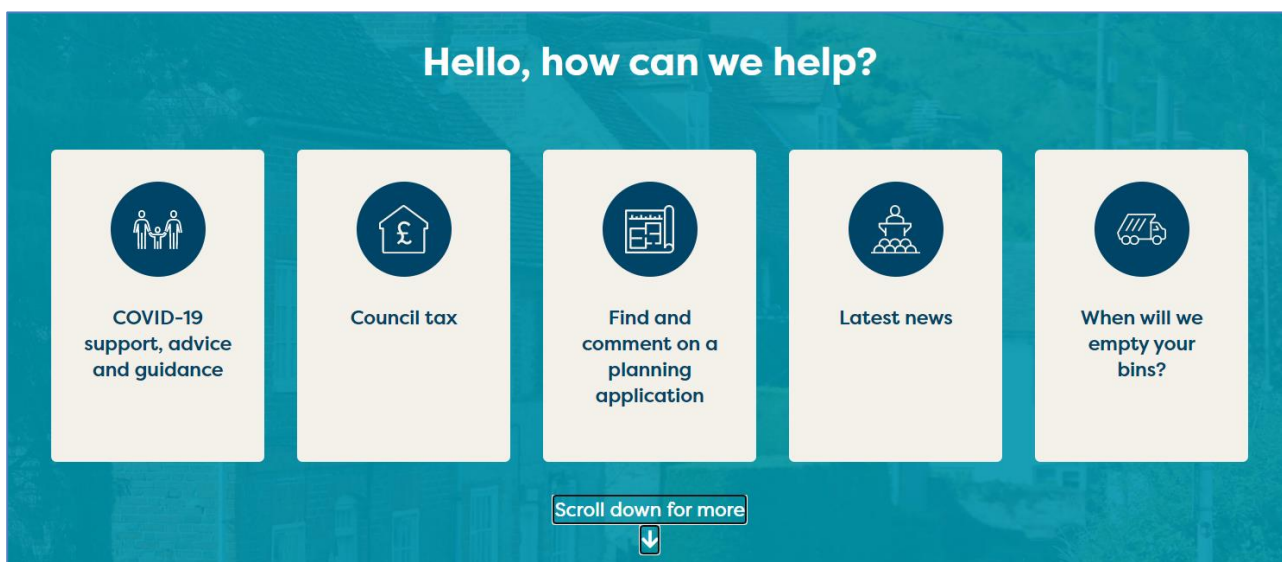 Hello, how can we help?
COVID-19
support, advice
and guidance
Council tax
Find and
comment on a
planning
application
Latest news
When will we
empty your
bins?
Scroll down for more